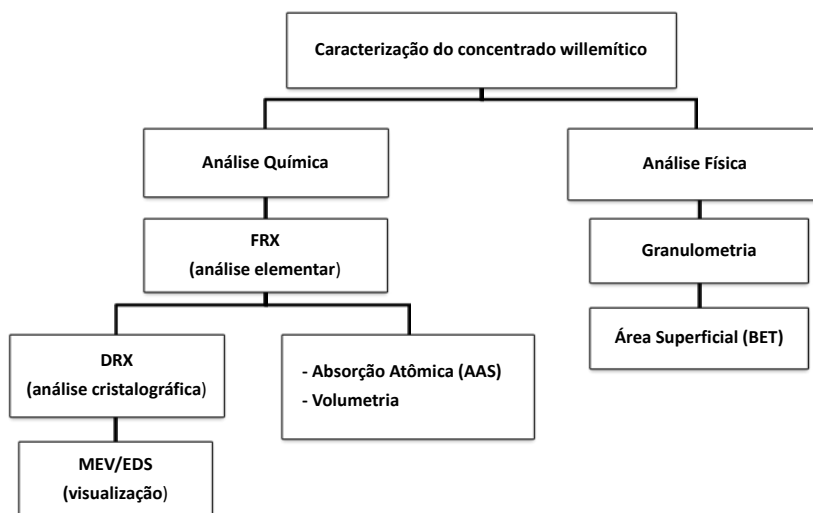 Caracterização do concentrado willemítico
Análise Química
Análise Física
FRX
(análise elementar)
Granulometria
DRX
(análise cristalográfica)
- Absorção Atômica (AAS)
- Volumetria
Área Superficial (BET)
MEV/EDS
(visualização)